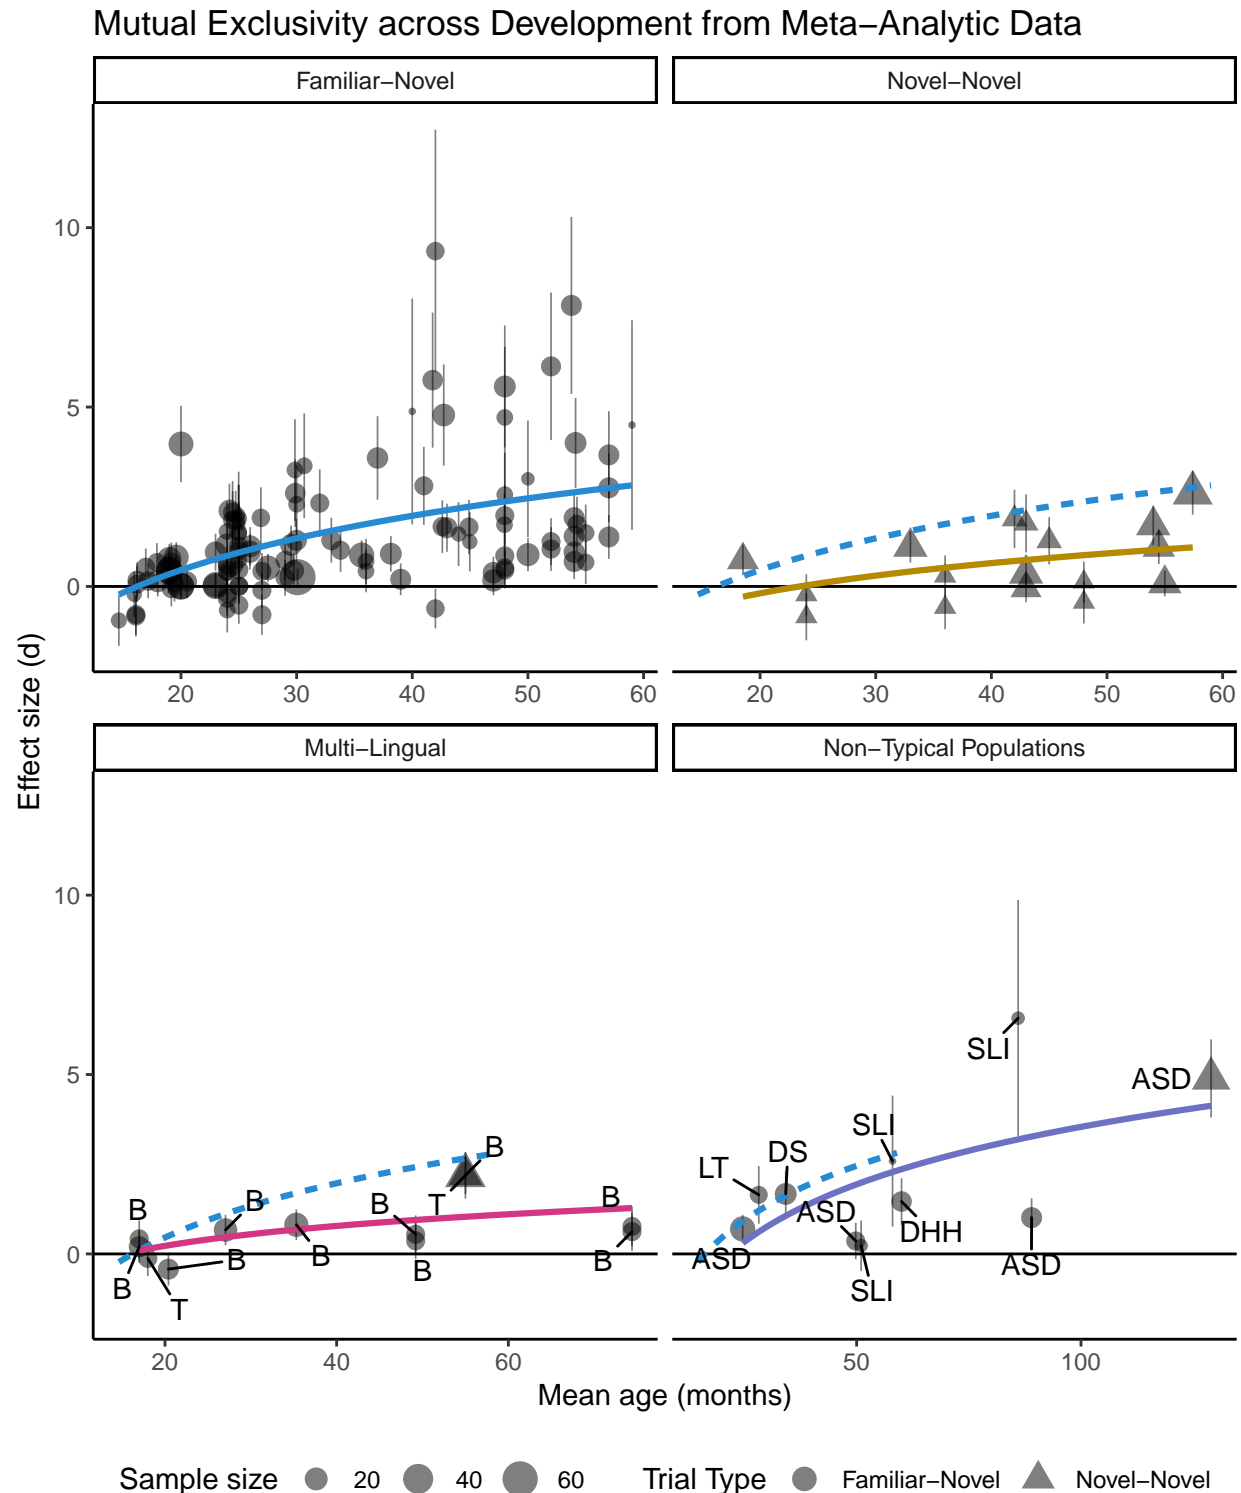 Mutual Exclusivity across Development from Meta−Analytic Data
Familiar−Novel
Novel−Novel
10
5
0
20 30 40 50 60
20 30 40 50 60
Effect size (d)
Multi−Lingual
Non−Typical Populations
10
5
0
B
B
T
B
B
B
B
B
B
T
B
B
20 40 60
LT
DS
SLI
SLI
ASD
ASD
ASD
DHH
SLI
ASD
50 100
Mean age (months)
Sample size 20 40 60 Trial Type Familiar−Novel Novel−Novel